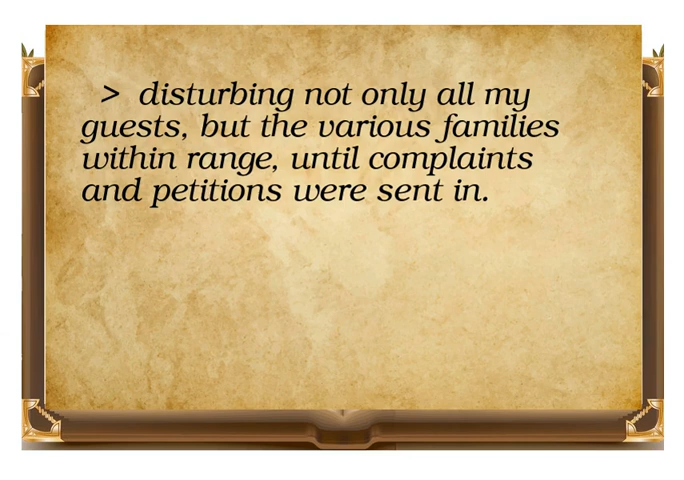 > disturbing not only all my
guests, but the various families
within range, until complaints
and petitions were sent in.